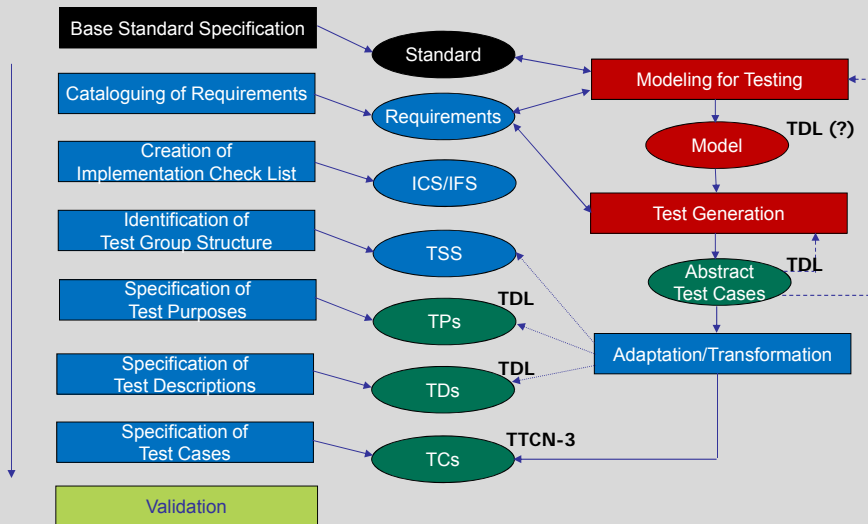 Base Standard Specification
Standard
Modeling for Testing
Cataloguing of Requirements
Requirements
TDL (?)
Model
Creation of
Implementation Check List
ICS/IFS
Test Generation
Identification of
Test Group Structure
TSS
Abstract
Test Cases
TDL
Specification of
Test Purposes
TDL
TPs
Adaptation/Transformation
Specification of
Test Descriptions
TDL
TDs
Specification of
Test Cases
TTCN-3
TCs
Validation